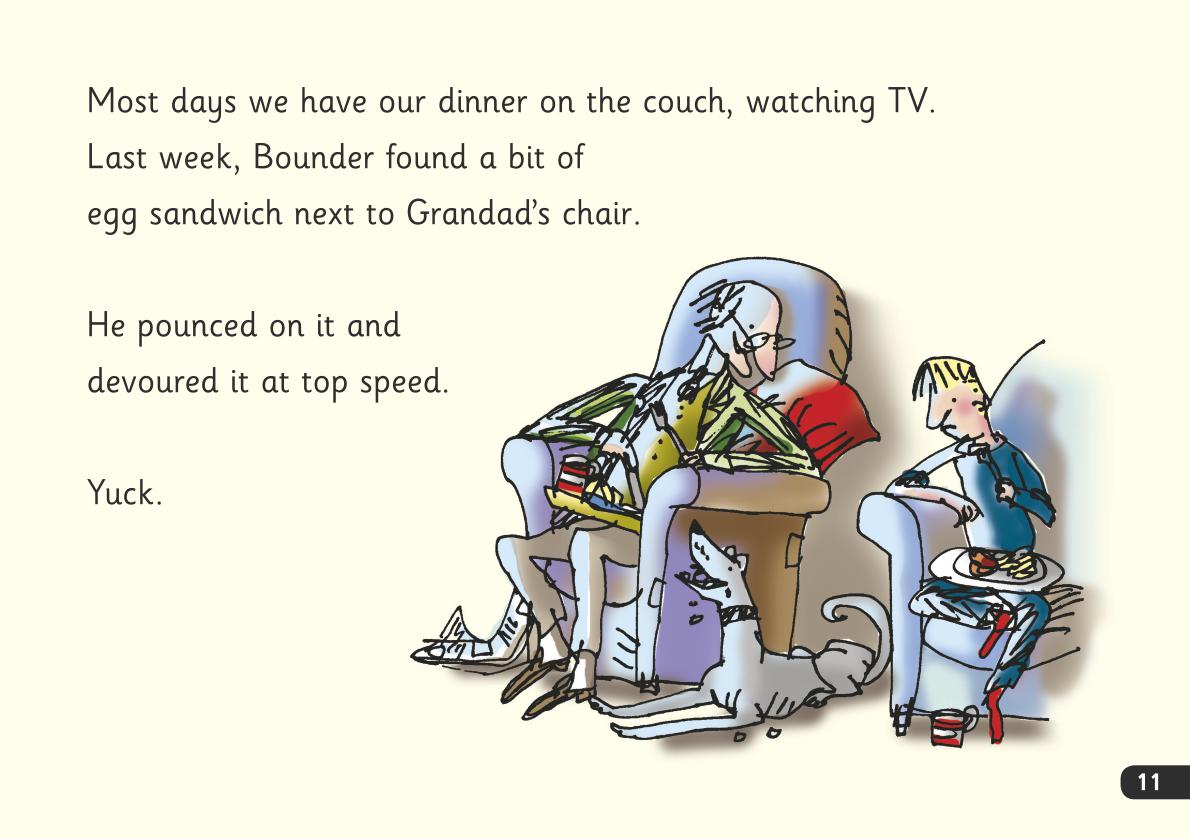 Most days we have our dinner on the couch, watching TV.
Last week, Bounder found a bit of
egg sandwich next to Grandad’s chair.
He pounced on it and
devoured it at top speed.
Yuck.
11